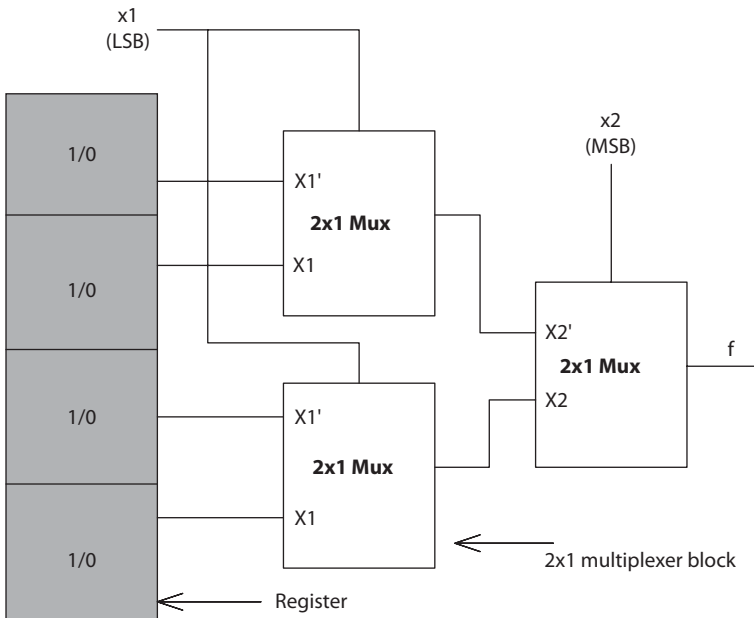 x1
(LSB)
1/0
1/0
1/0
1/0
X1'
2x1 Mux
X1
X1'
2x1 Mux
X1
x2
(MSB)
X2'
2x1 Mux
X2
f
2x1 multiplexer block
Register